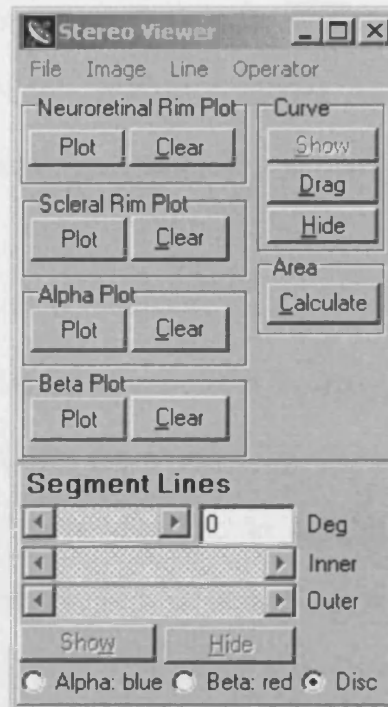 Stereo Viewer
File Image Line Operator
Neuroretinal Rim Plot
Plot Clear
Scleral Rim Plot
Plot Clear
Alpha Plot
Plot Clear
Beta Plot
Plot Clear
Curve
Show
Drag
Hide
Area
Calculate
Segment Lines
0 Deg
Inner
Outer
Show Hide
Alpha: blue Beta: red Disc